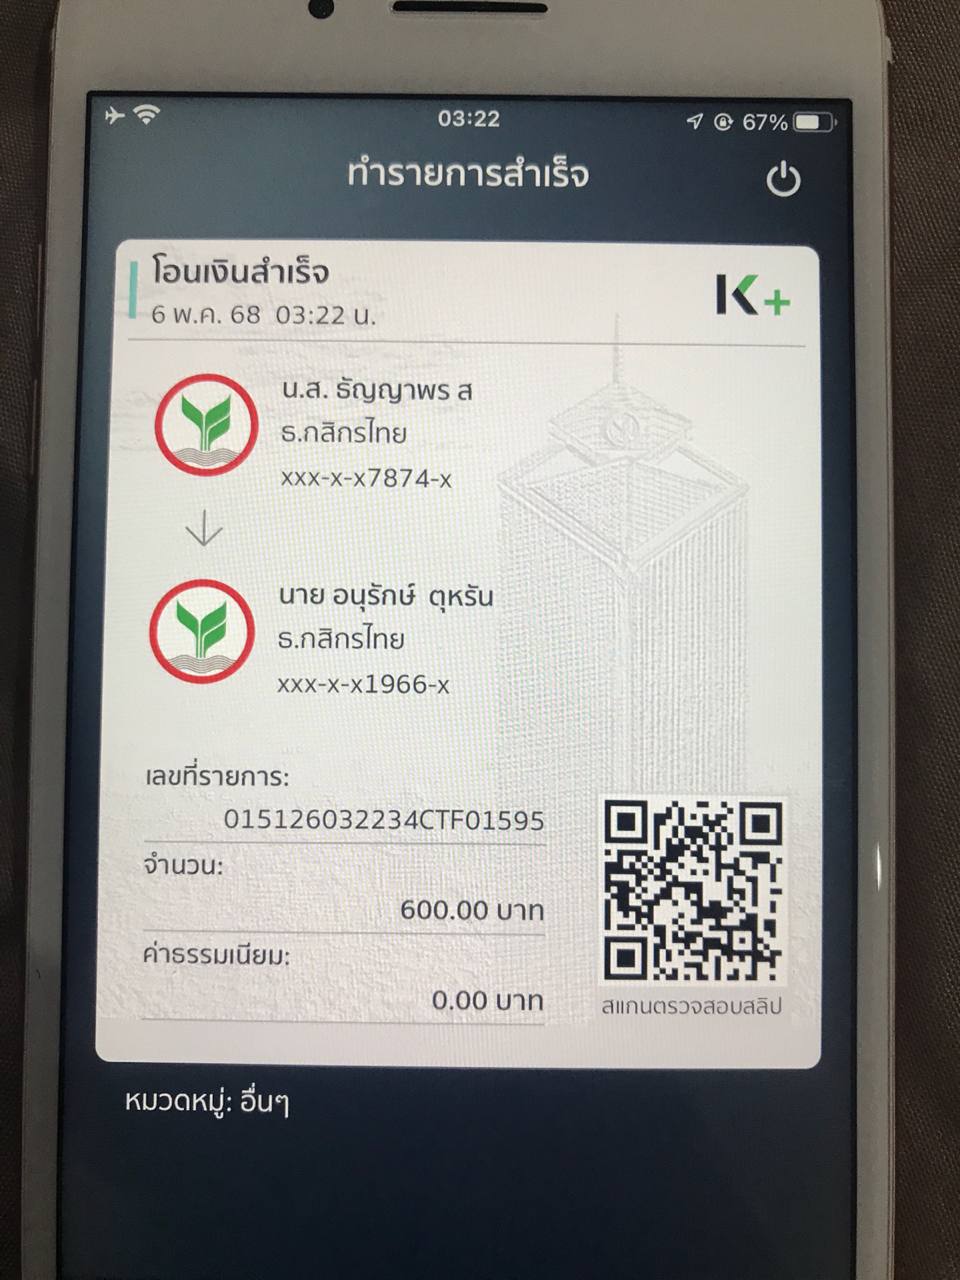 03:22
67%
ทำรายการสำเร็จ
โอนเงินสำเร็จ
6 พ.ค. 68 03:22 น.
K+
น.ส. ธัญญาพร ส
ธ.กสิกรไทย
xxx-x-x7874-x
นาย อนุรักษ์ ตุหรัน
ธ.กสิกรไทย
xxx-x-x1966-x
เลขที่รายการ:
015126032234CTF01595
จำนวน:
600.00 บาท
ค่าธรรมเนียม:
0.00 บาท
สแกนตรวจสอบสลิป
หมวดหมู่: อื่นๆ